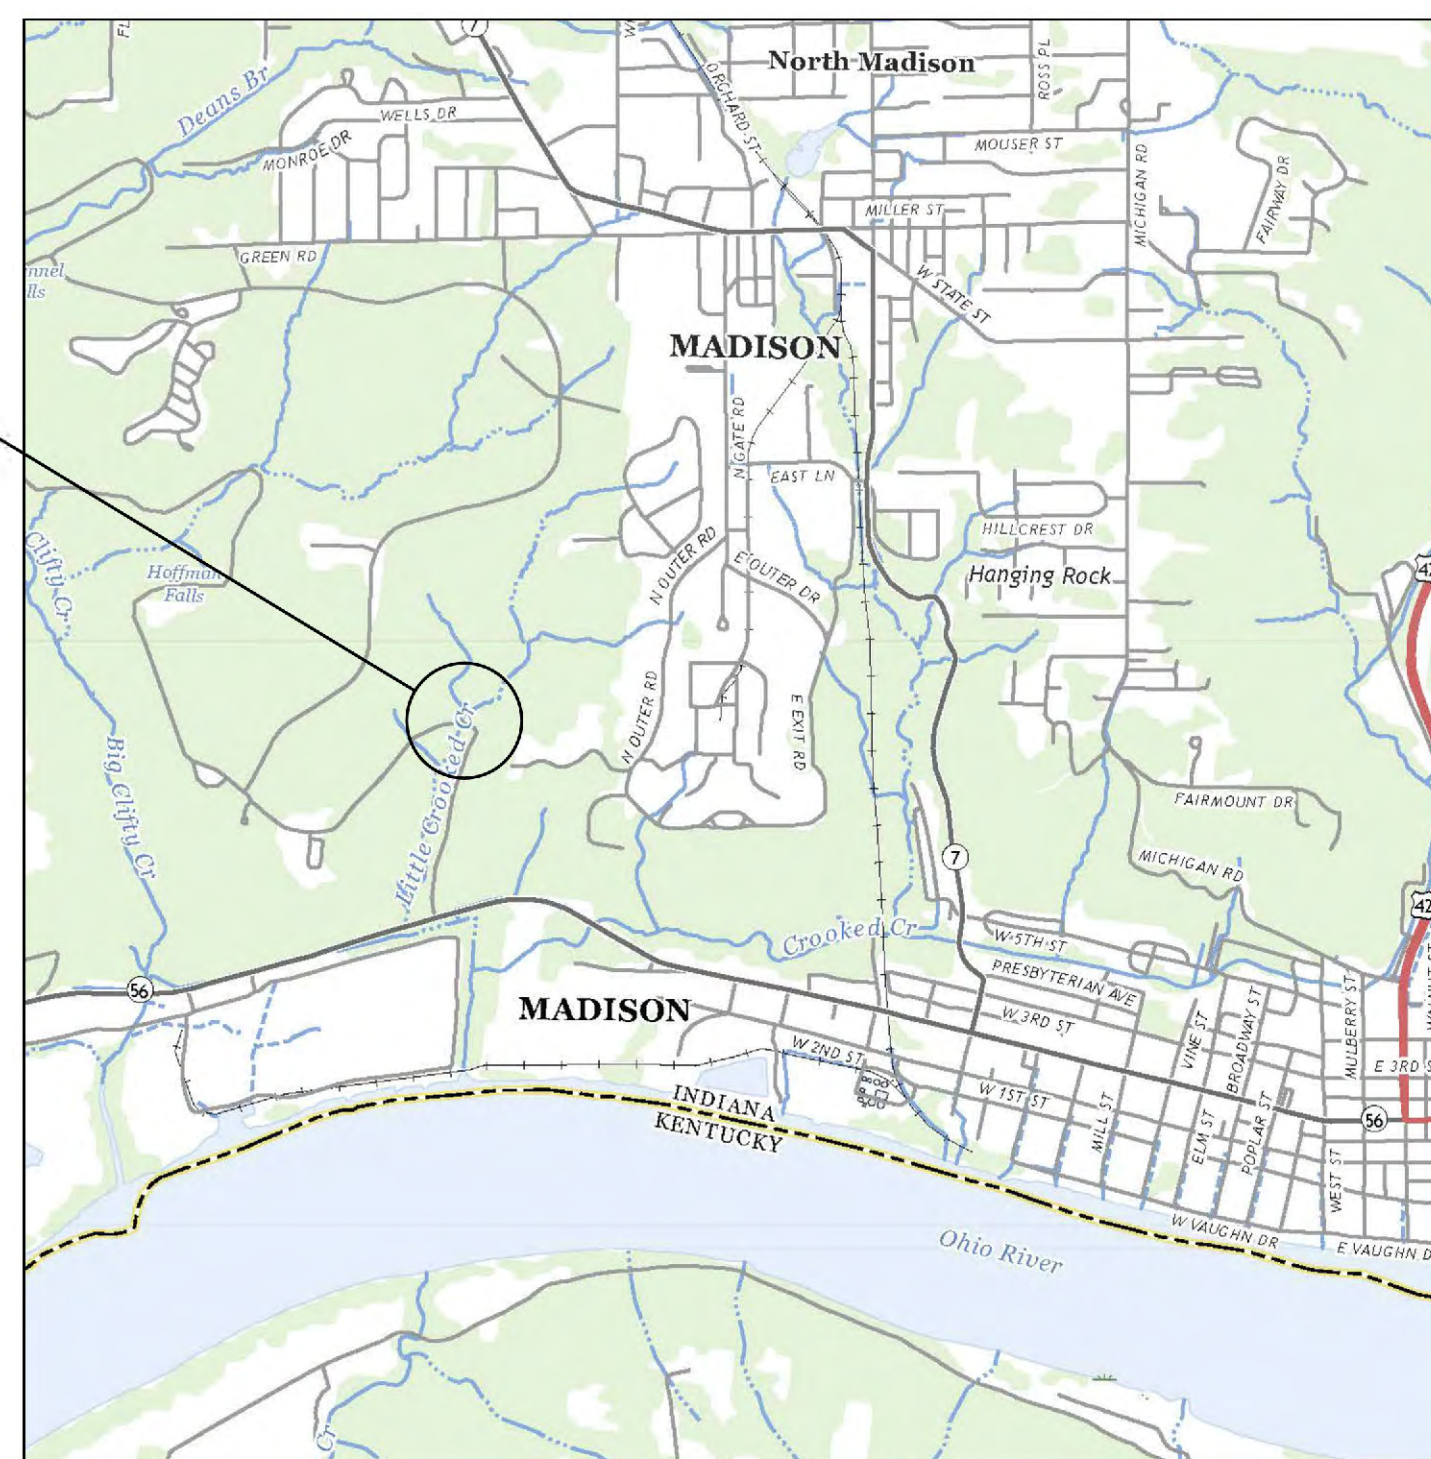 7
North Madison
Deans Br
ORCHARD ST
ROSS PL
WELLS DR
MONROE DR
MOUSER ST
MICHIGAN RD
FAIRWAY DR
MILLER ST
GREEN RD
W STATE ST
MADISON
N GATE RD
EAST LN
HILLCREST DR
Clifty Cr
Hoffman
Falls
N OUTER RD
E OUTER DR
Hanging Rock
N OUTER RD
E EXIT RD
Little Crooked Cr
Big Clifty Cr
FAIRMOUNT DR
7
MICHIGAN RD
42
Crooked Cr
W 5TH ST
PRESBYTERIAN AVE
56
MADISON
W 3RD ST
VINE ST
BROADWAY ST
MULBERRY ST
W 2ND ST
E 3RD S
W 1ST ST
INDIANA
KENTUCKY
MILL ST
ELM ST
POPLAR ST
56
WEST ST
W VAUGHN DR
E VAUGHN D
Ohio River
Cr